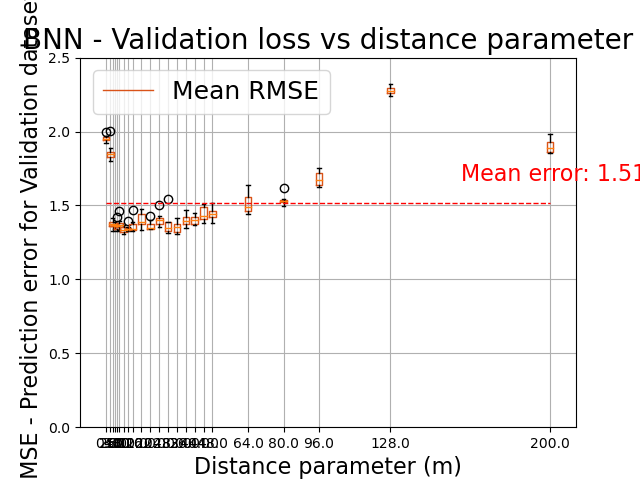 BNN - Validation loss vs distance parameter
MSE - Prediction error for Validation dataset
2.5
2.0
1.5
1.0
0.5
0.0
Mean RMSE
Mean error: 1.51
64.0 80.0 96.0 128.0 200.0
Distance parameter (m)